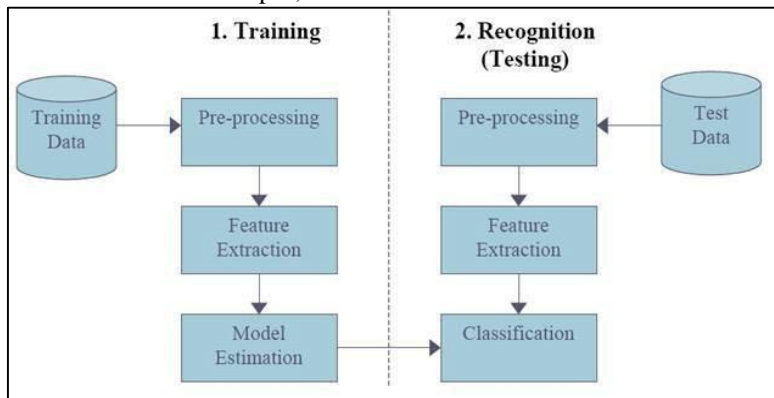 1. Training
2. Recognition
(Testing)
Training
Data
Pre-processing
Pre-processing
Test
Data
Feature
Extraction
Feature
Extraction
Model
Estimation
Classification